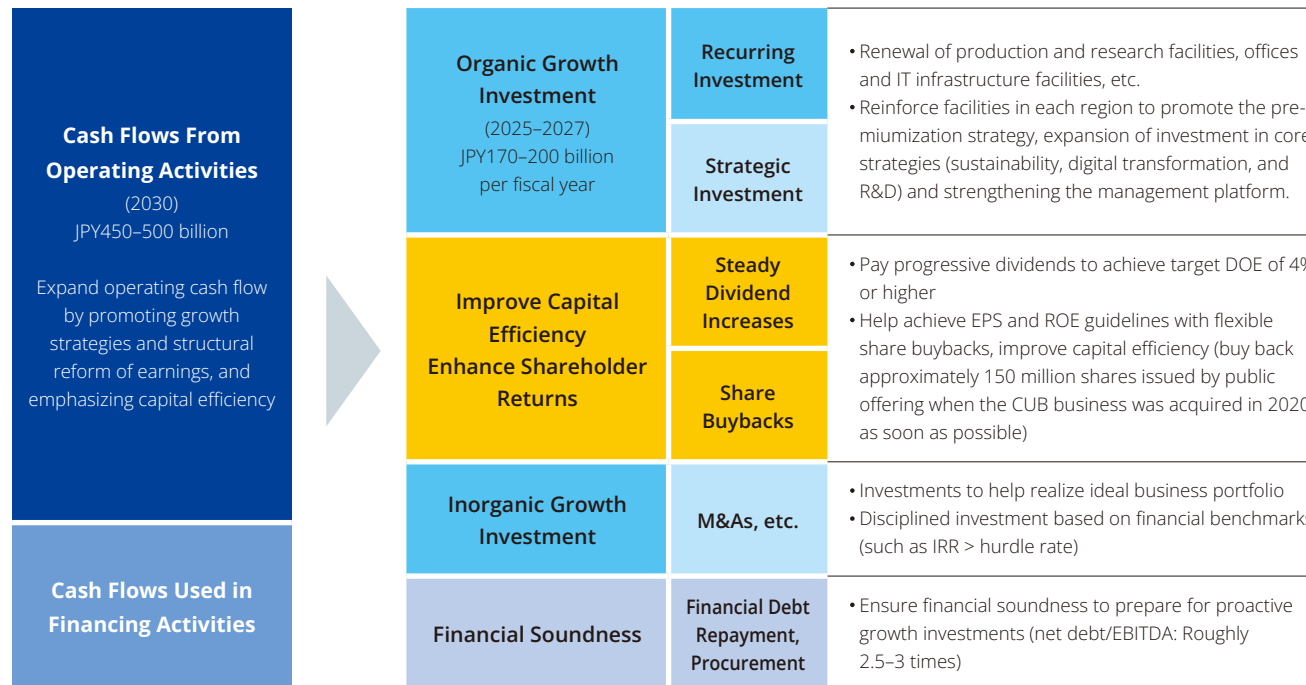 Cash Flows From
Operating Activities
(2030)
JPY450–500 billion
Expand operating cash flow
by promoting growth
strategies and structural
reform of earnings, and
emphasizing capital efficiency
Cash Flows Used in
Financing Activities
Organic Growth
Investment
(2025–2027)
JPY170–200 billion
per fiscal year
Recurring
Investment
Strategic
Investment
• Renewal of production and research facilities, offices
and IT infrastructure facilities, etc.
• Reinforce facilities in each region to promote the pre-
miumization strategy, expansion of investment in core
strategies (sustainability, digital transformation, and
R&D) and strengthening the management platform.
Improve Capital
Efficiency
Enhance Shareholder
Returns
Steady
Dividend
Increases
Share
Buybacks
• Pay progressive dividends to achieve target DOE of 4%
or higher
• Help achieve EPS and ROE guidelines with flexible
share buybacks, improve capital efficiency (buy back
approximately 150 million shares issued by public
offering when the CUB business was acquired in 2020
as soon as possible)
Inorganic Growth
Investment
M&As, etc.
• Investments to help realize ideal business portfolio
• Disciplined investment based on financial benchmarks
(such as IRR > hurdle rate)
Financial Soundness
Financial Debt
Repayment,
Procurement
• Ensure financial soundness to prepare for proactive
growth investments (net debt/EBITDA: Roughly
2.5–3 times)